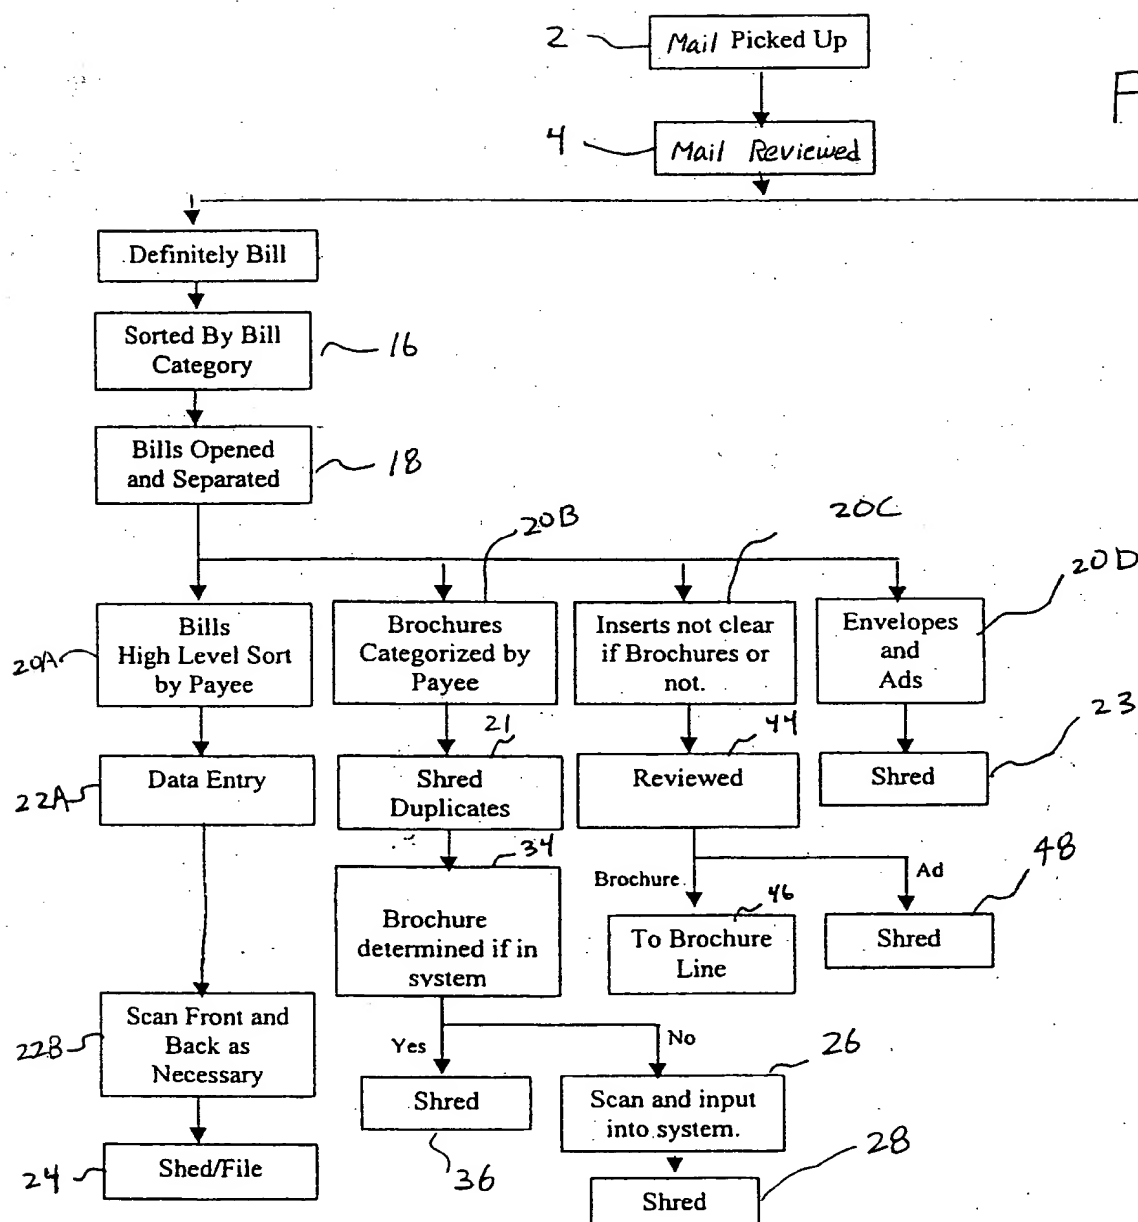 2
Mail Picked Up
F
4
Mail Reviewed
Definitely Bill
Sorted By Bill
Category
16
Bills Opened
and Separated
18
20B
20C
20D
20A
Bills
High Level Sort
by Payee
Brochures
Categorized by
Payee
Inserts not clear
if Brochures or
not.
Envelopes
and
Ads
22A
Data Entry
21
Shred
Duplicates
44
Reviewed
23
Shred
34
Brochure
determined if in
system
Brochure
Ad
46
To Brochure
Line
48
Shred
22B
Scan Front and
Back as
Necessary
Yes
No
26
Shred
36
Scan and input
into system.
24
Shed/File
28
Shred